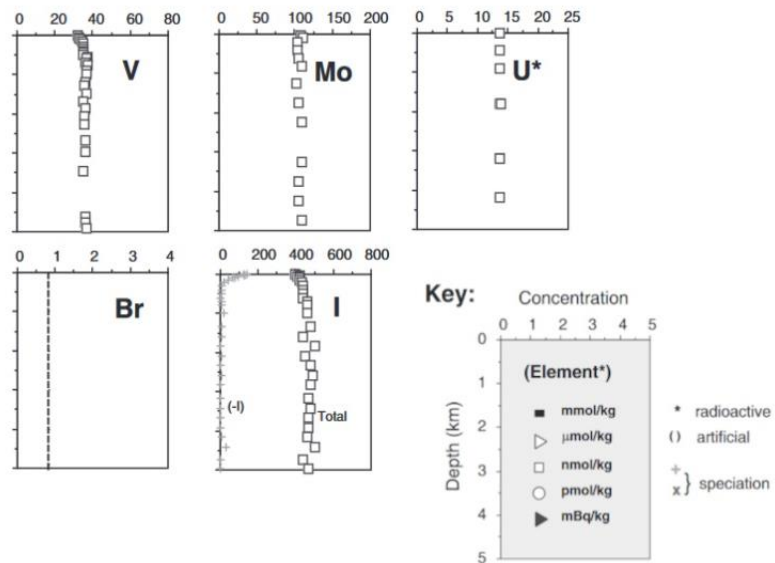 0 20 40 60 80
V
0 50 100 150 200
Mo
0 5 10 15 20 25
U*
0 1 2 3 4
Br
200 400 600 800
I
(-I)
Total
Key:
Concentration
0 1 2 3 4 5
Depth (km)
0
1
2
3
4
5
(Element*)
mmol/kg
μmol/kg
nmol/kg
pmol/kg
mBq/kg
* radioactive
() artificial
+
x } speciation